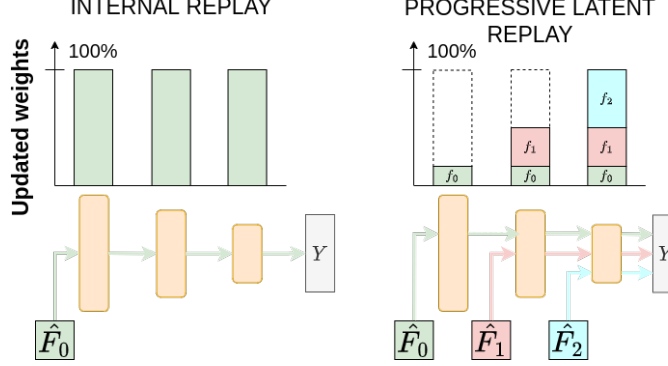 INTERNAL REPLAY
Updated weights
100%
Y
F̂₀
PROGRESSIVE LATENT
REPLAY
100%
f₂
f₁
f₁
f₀
f₀
f₀
Y
F̂₀
F̂₁
F̂₂